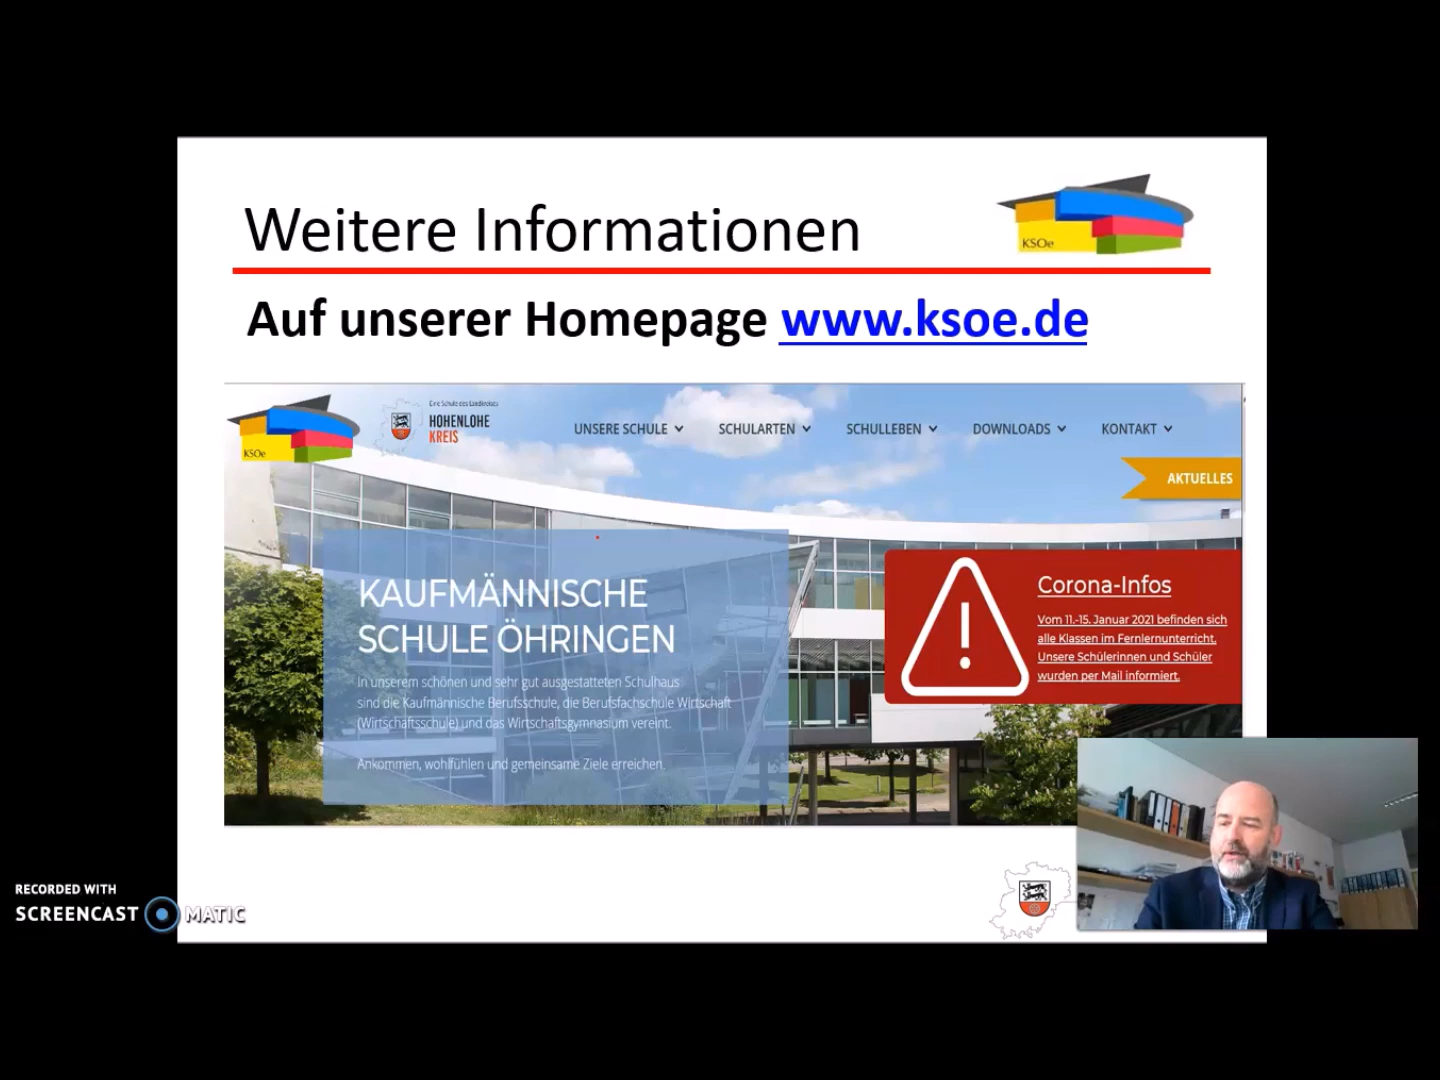 Weitere Informationen
KSOe
Auf unserer Homepage www.ksoe.de
KSOe
Eine Schule des Landkreises
HOHENLOHE
KREIS
UNSERE SCHULE
SCHULARTEN
SCHULLEBEN
DOWNLOADS
KONTAKT
AKTUELLES
KAUFMÄNNISCHE
SCHULE ÖHRINGEN
In unserem schönen und sehr gut ausgestatteten Schulhaus
sind die Kaufmännische Berufsschule, die Berufsfachschule Wirtschaft
(Wirtschaftsschule) und das Wirtschaftsgymnasium vereint.
Ankommen, wohlfühlen und gemeinsame Ziele erreichen.
Corona-Infos
Vom 11.-15. Januar 2021 befinden sich
alle Klassen im Fernlernunterricht.
Unsere Schülerinnen und Schüler
wurden per Mail informiert.
RECORDED WITH
SCREENCAST MATIC